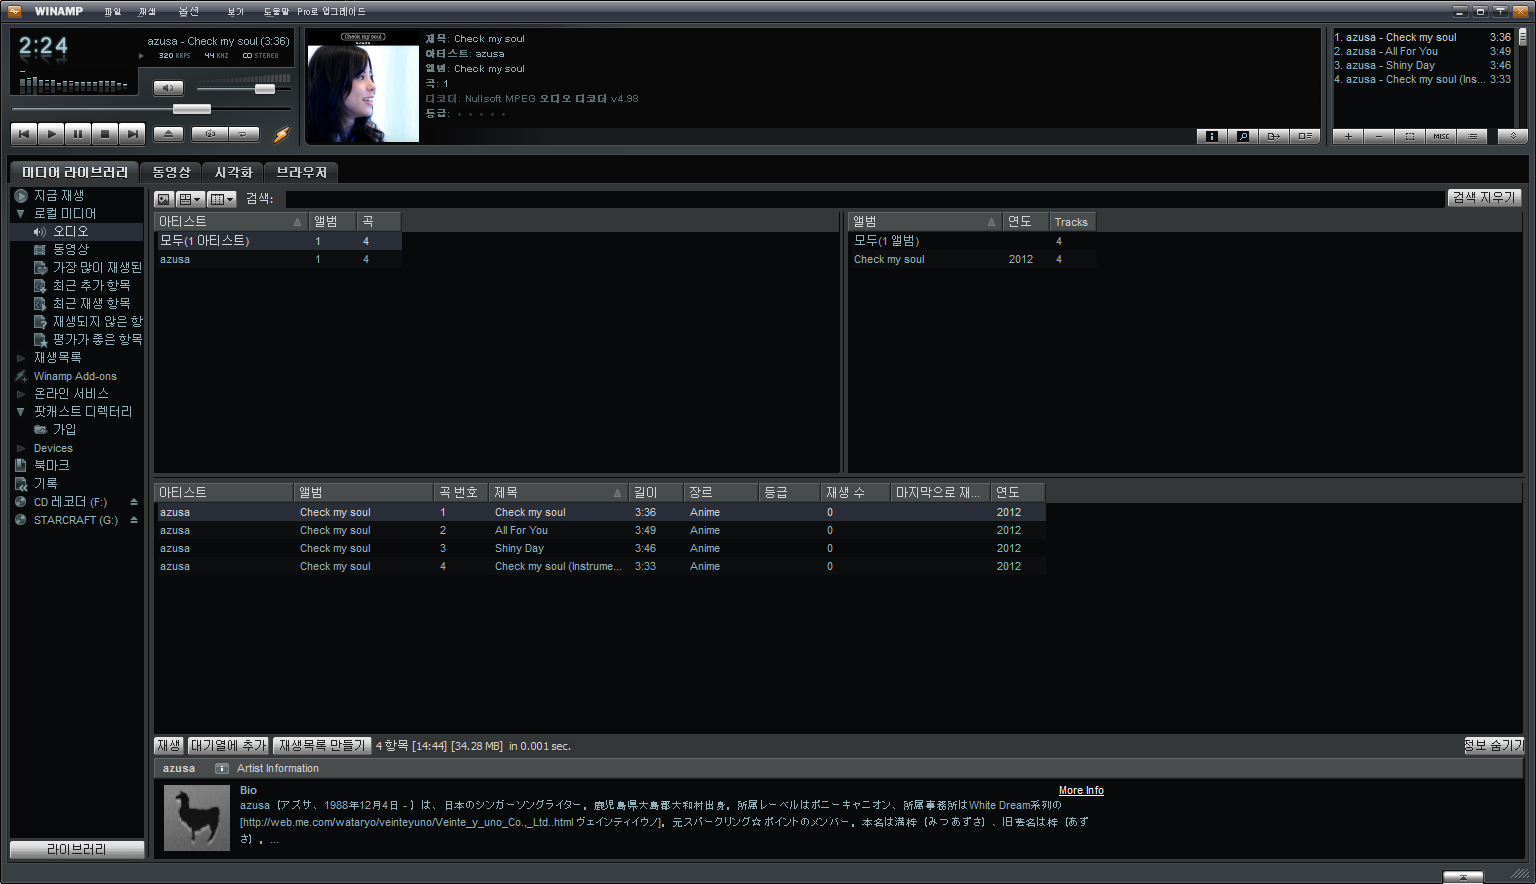 WINAMP 파일 재생 옵션 보기 도움말 Pro로 업그레이드
2:24
azusa - Check my soul (3:36)
320 KBPS 44 KHZ STEREO
Check my soul
제목: Check my soul
아티스트: azusa
앨범: Check my soul
곡: 1
디코더: Nullsoft MPEG 오디오 디코더 v4.98
등급:
1. azusa - Check my soul 3:36
2. azusa - All For You 3:49
3. azusa - Shiny Day 3:46
4. azusa - Check my soul (Ins... 3:33
MISC
미디어 라이브러리 동영상 시각화 브라우저
지금 재생
로컬 미디어
오디오
동영상
가장 많이 재생된
최근 추가 항목
최근 재생 항목
재생되지 않은 항
평가가 좋은 항목
재생목록
Winamp Add-ons
온라인 서비스
팟캐스트 디렉터리
가입
Devices
북마크
기록
CD 레코더 (F:)
STARCRAFT (G:)
라이브러리
검색: 검색 지우기
아티스트 앨범 곡
모두(1 아티스트) 1 4
azusa 1 4
앨범 연도 Tracks
모두(1 앨범) 4
Check my soul 2012 4
아티스트 앨범 곡 번호 제목 길이 장르 등급 재생 수 마지막으로 재... 연도
azusa Check my soul 1 Check my soul 3:36 Anime 0 2012
azusa Check my soul 2 All For You 3:49 Anime 0 2012
azusa Check my soul 3 Shiny Day 3:46 Anime 0 2012
azusa Check my soul 4 Check my soul (Instrume... 3:33 Anime 0 2012
재생 대기열에 추가 재생목록 만들기 4 항목 [14:44] [34.28 MB] in 0.001 sec. 정보 숨기기
azusa Artist Information
Bio More Info
azusa（アズサ、1988年12月4日 - ）は、日本のシンガーソングライター。鹿児島県大島郡大和村出身。所属レーベルはポニーキャニオン、所属事務所はWhite Dream系列の
[http://web.me.com/wataryo/veinteyuno/Veinte_y_uno_Co.,_Ltd..html ヴェインティイウノ]。元スパークリング☆ポイントのメンバー。本名は満梓（みつ あずさ）、旧芸名は梓（あず
さ）。...